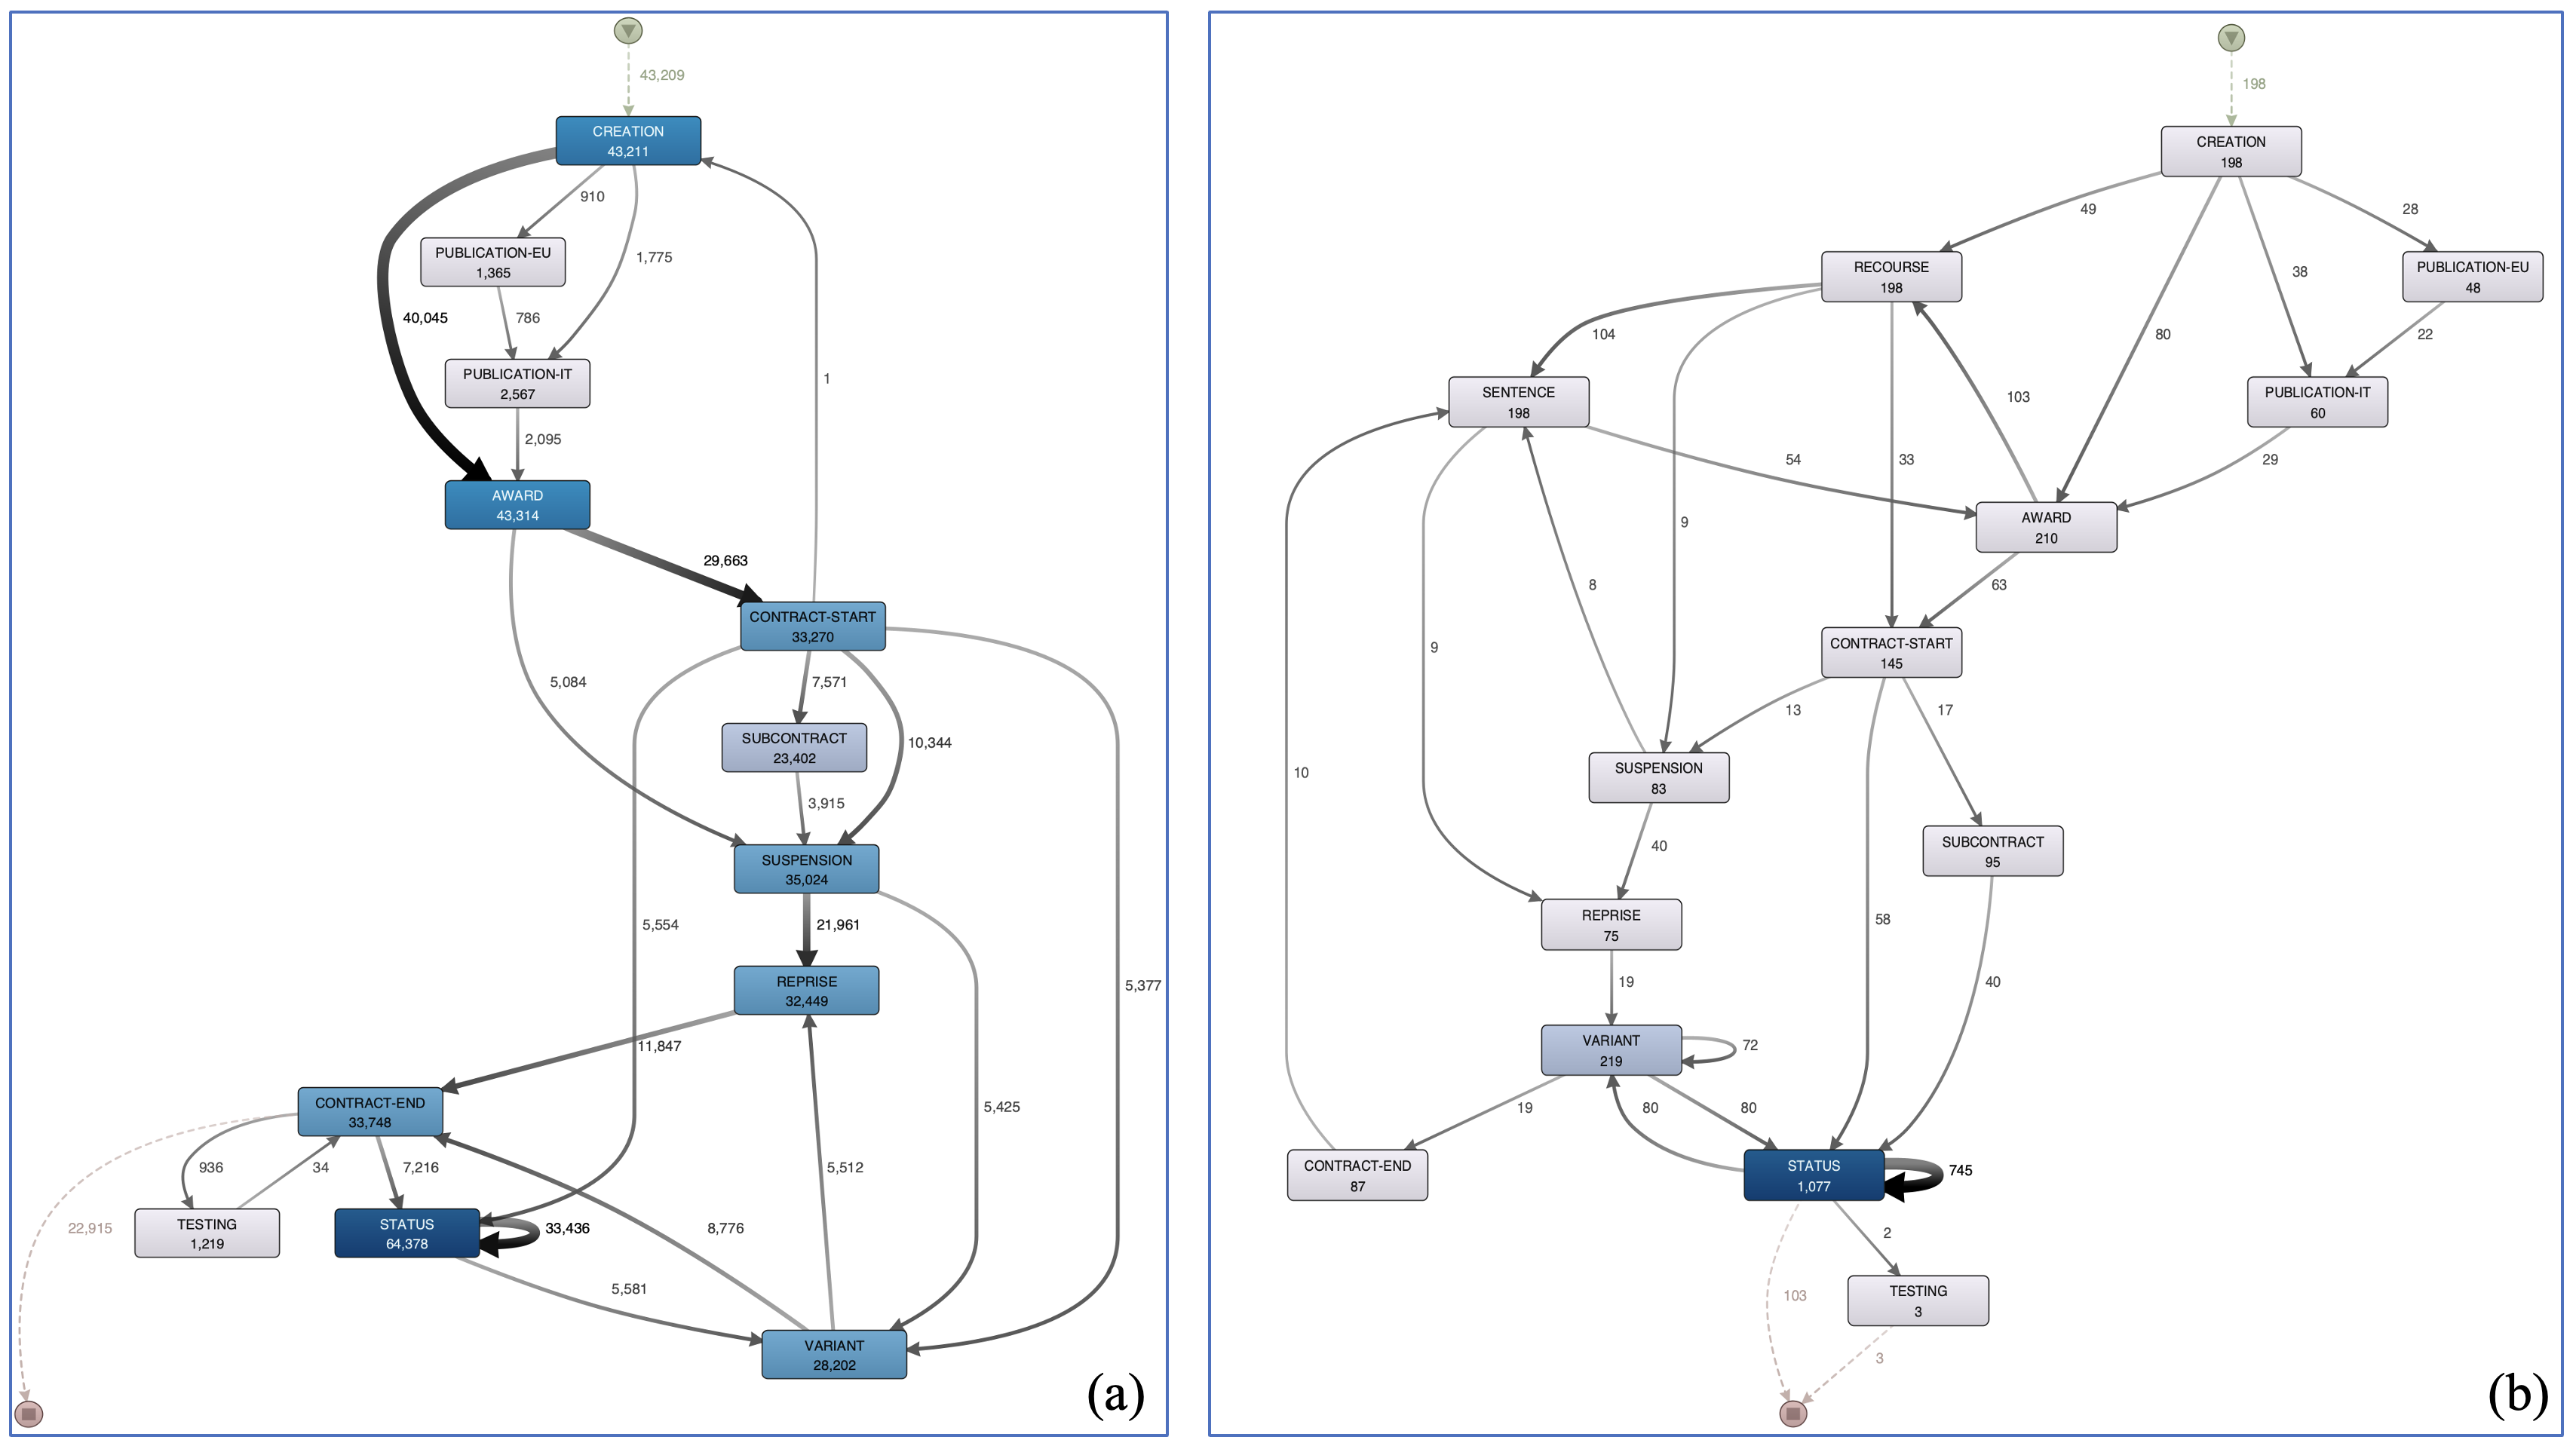 43,209
CREATION
43,211
910
PUBLICATION-EU
1,365
1,775
40,045
786
PUBLICATION-IT
2,567
1
2,095
AWARD
43,314
29,663
CONTRACT-START
33,270
5,084
7,571
SUBCONTRACT
23,402
10,344
3,915
SUSPENSION
35,024
5,554
21,961
REPRISE
32,449
5,377
11,847
CONTRACT-END
33,748
5,425
936
34
7,216
5,512
22,915
TESTING
1,219
STATUS
64,378
33,436
8,776
5,581
VARIANT
28,202
(a)
198
CREATION
198
49
28
RECOURSE
198
38
PUBLICATION-EU
48
104
80
22
SENTENCE
198
103
PUBLICATION-IT
60
54
33
29
9
AWARD
210
8
63
9
CONTRACT-START
145
13
17
10
SUSPENSION
83
40
SUBCONTRACT
95
REPRISE
75
58
19
40
VARIANT
219
72
19
80
80
CONTRACT-END
87
STATUS
1,077
745
2
103
TESTING
3
3
(b)